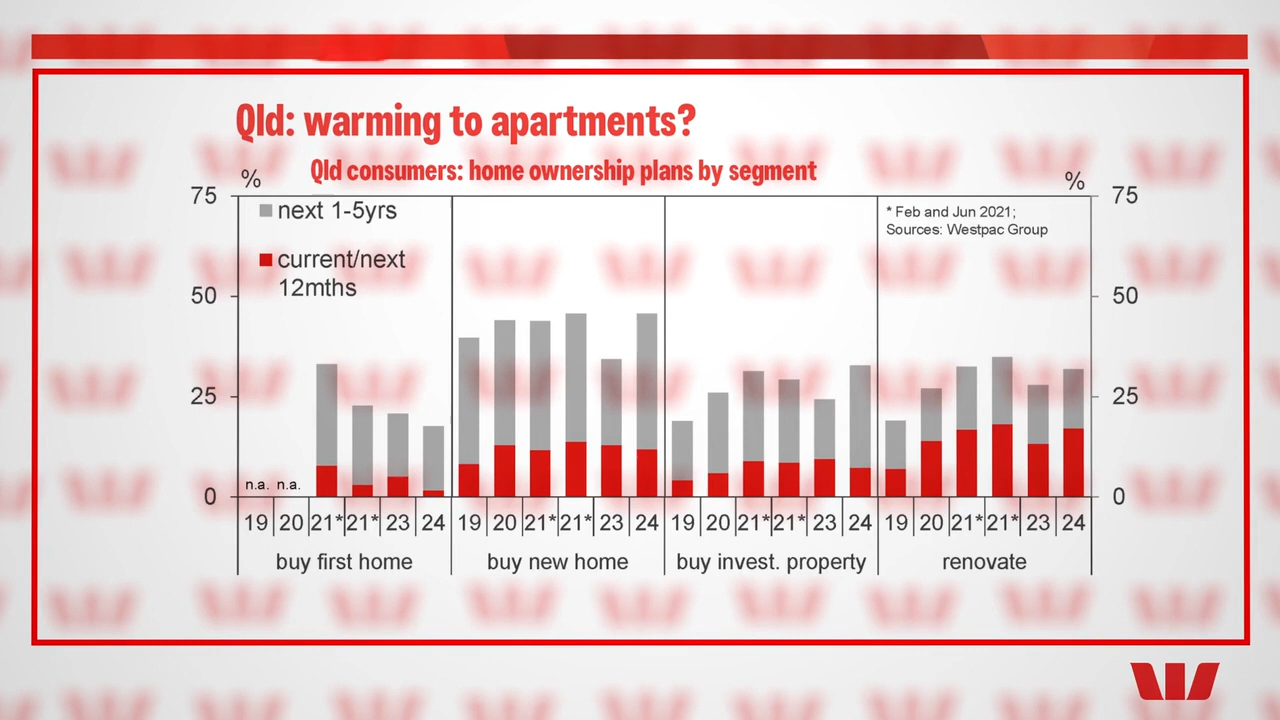 Qld: warming to apartments?
Qld consumers: home ownership plans by segment
% %
75 75
next 1-5yrs
* Feb and Jun 2021;
Sources: Westpac Group
current/next
12mths
50 50
25 25
n.a. n.a.
0 0
19 20 21* 21* 23 24 19 20 21* 21* 23 24 19 20 21* 21* 23 24 19 20 21* 21* 23 24
buy first home buy new home buy invest. property renovate